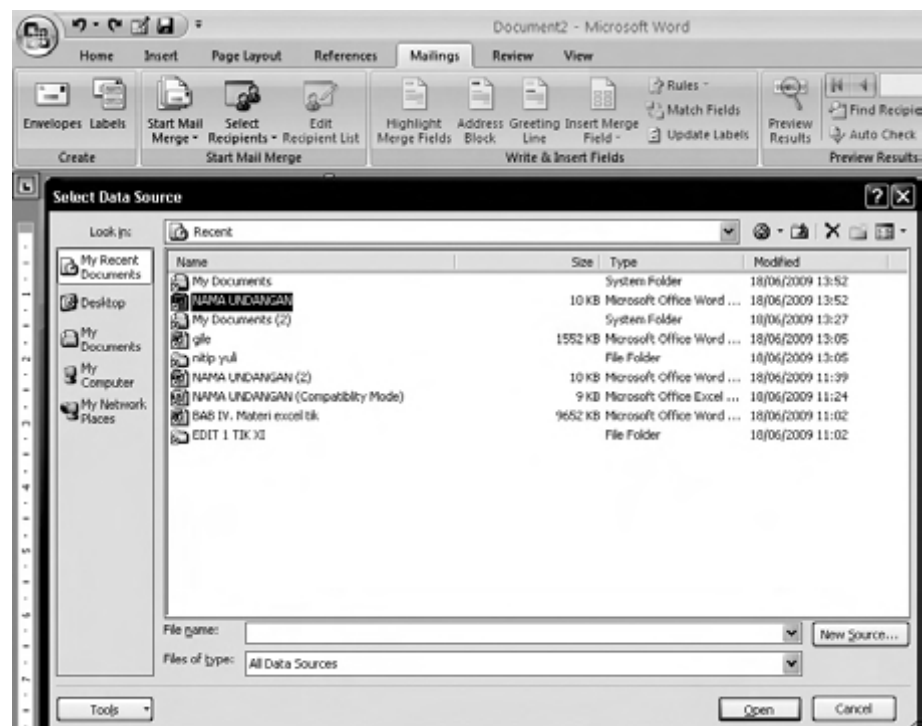 Document2 - Microsoft Word
Home Insert Page Layout References Mailings Review View
Envelopes Labels Start Mail Merge Select Recipients Edit Recipient List Highlight Merge Fields Address Block Greeting Line Insert Merge Field Rules Match Fields Update Labels Preview Results Find Recipie Auto Check
Create Start Mail Merge Write & Insert Fields Preview Results
Select Data Source
Look in: Recent
My Recent Documents
Desktop
My Documents
My Computer
My Network Places
Name Size Type Modified
My Documents System Folder 18/06/2009 13:52
NAMA UNDANGAN 10 KB Microsoft Office Word ... 18/06/2009 13:52
My Documents (2) System Folder 18/06/2009 13:27
gile 1552 KB Microsoft Office Word ... 18/06/2009 13:05
nitip yuli File Folder 18/06/2009 13:05
NAMA UNDANGAN (2) 10 KB Microsoft Office Word ... 18/06/2009 11:39
NAMA UNDANGAN (Compatiblity Mode) 9 KB Microsoft Office Excel ... 18/06/2009 11:24
BAB IV. Materi excel tik 9652 KB Microsoft Office Word ... 18/06/2009 11:02
EDIT 1 TIK XI File Folder 18/06/2009 11:02
File name: New Source...
Files of type: All Data Sources
Tools Open Cancel